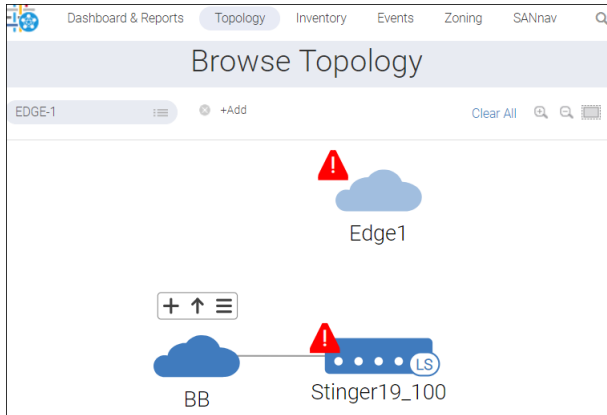 Dashboard & Reports Topology Inventory Events Zoning SANnav
Browse Topology
EDGE-1 +Add Clear All
Edge1
LS
BB Stinger19_100